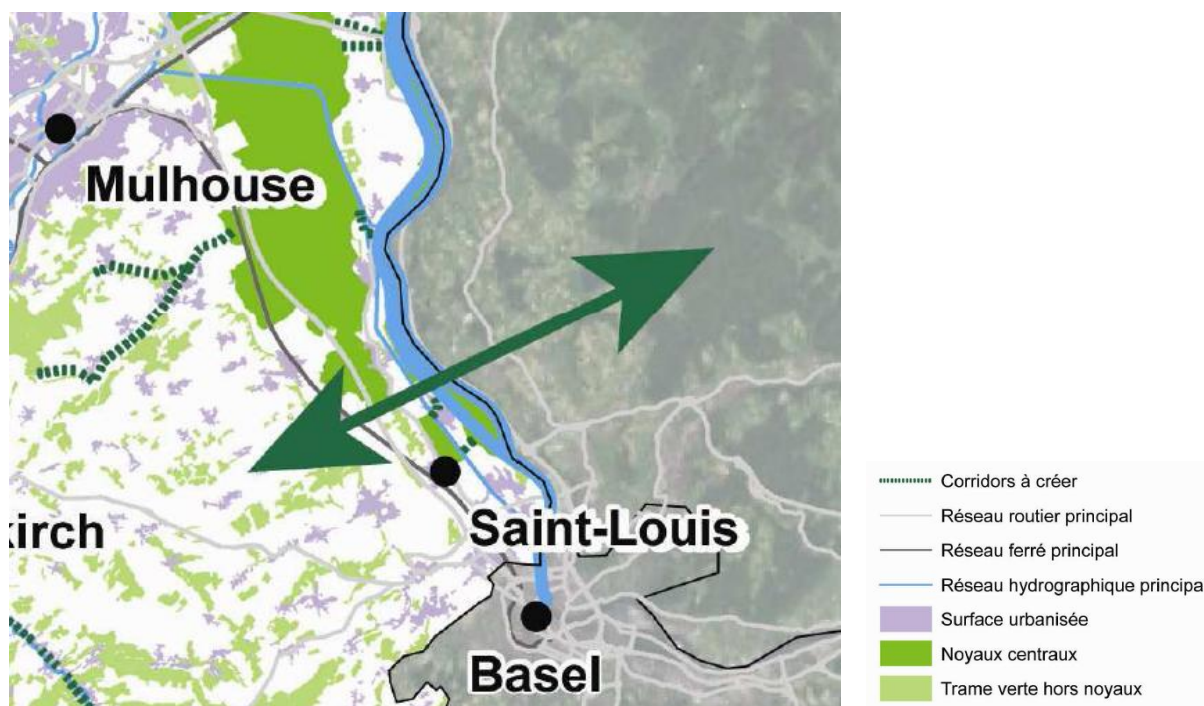 Mulhouse
kirch
Saint-Louis
Basel
Corridors à créer
Réseau routier principal
Réseau ferré principal
Réseau hydrographique principa
Surface urbanisée
Noyaux centraux
Trame verte hors noyaux